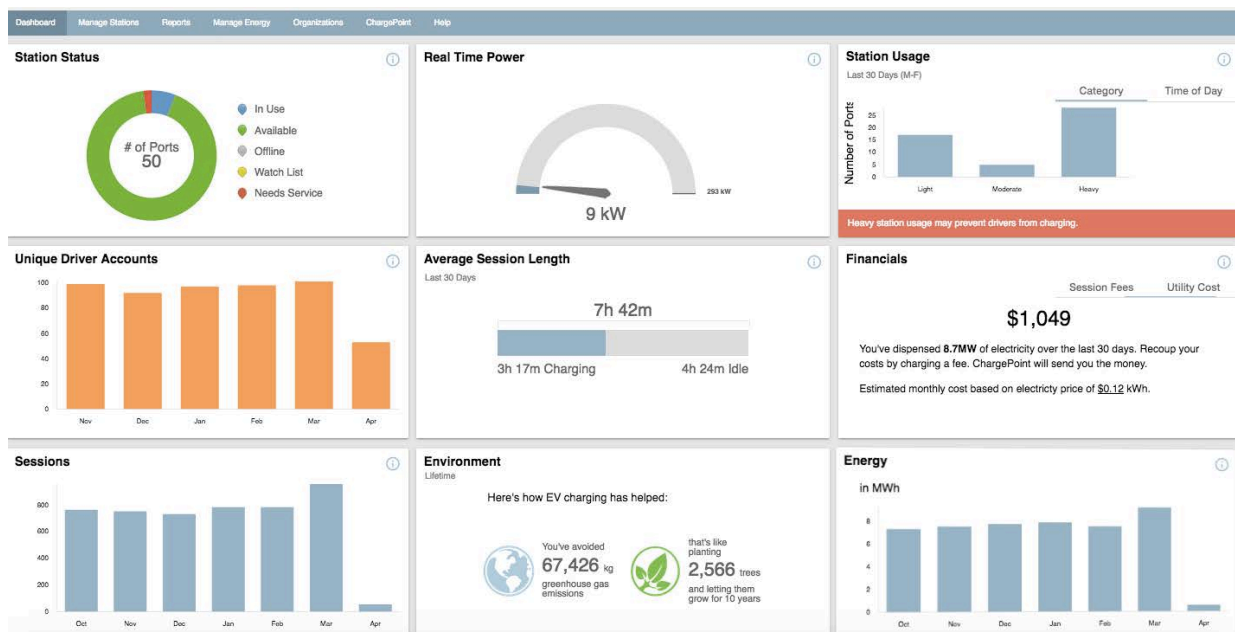 Dashboard Manage Stations Reports Manage Energy Organizations ChargePoint Help
Station Status
# of Ports
50
In Use
Available
Offline
Watch List
Needs Service
Real Time Power
293 kW
9 kW
Station Usage
Last 30 Days (M-F)
Category Time of Day
Number of Ports
25
20
15
10
5
0
Light Moderate Heavy
Heavy station usage may prevent drivers from charging.
Unique Driver Accounts
100
80
60
40
20
0
Nov Dec Jan Feb Mar Apr
Average Session Length
Last 30 Days
7h 42m
3h 17m Charging 4h 24m Idle
Financials
Session Fees Utility Cost
$1,049
You've dispensed 8.7MW of electricity over the last 30 days. Recoup your
costs by charging a fee. ChargePoint will send you the money.
Estimated monthly cost based on electricty price of $0.12 kWh.
Sessions
800
600
400
200
0
Oct Nov Dec Jan Feb Mar Apr
Environment
Lifetime
Here's how EV charging has helped:
You've avoided
67,426 kg
greenhouse gas
emissions
that's like
planting
2,566 trees
and letting them
grow for 10 years
Energy
in MWh
8
6
4
2
0
Oct Nov Dec Jan Feb Mar Apr